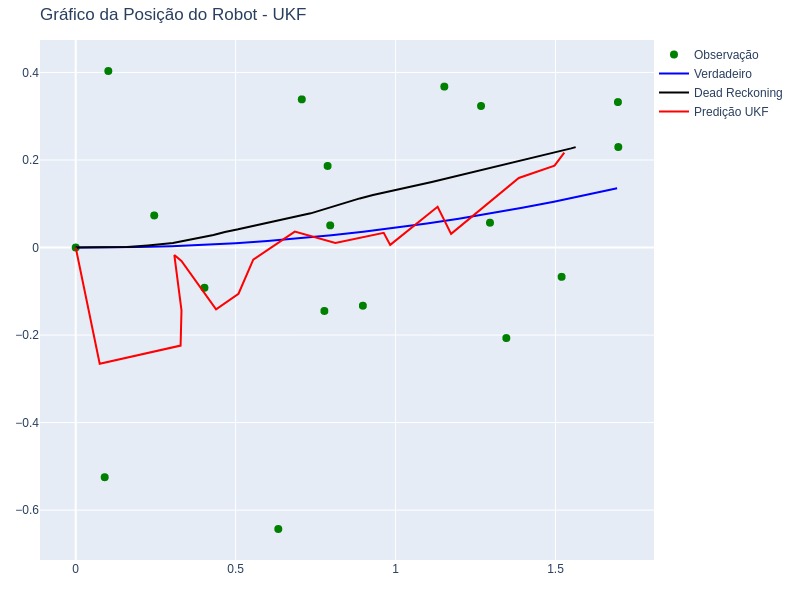 Gráfico da Posição do Robot - UKF
Observação
Verdadeiro
Dead Reckoning
Predição UKF
0.4
0.2
0
−0.2
−0.4
−0.6
0
0.5
1
1.5